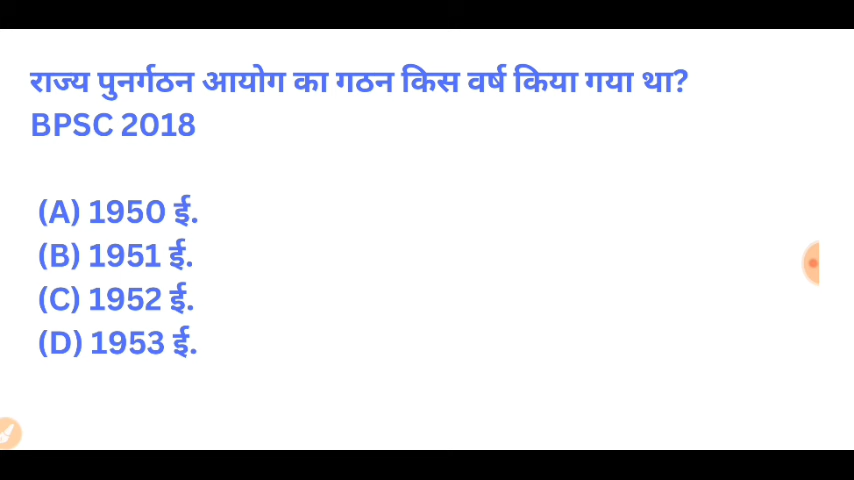 राज्य पुनर्गठन आयोग का गठन किस वर्ष किया गया था?
BPSC 2018
(A) 1950 ई.
(B) 1951 ई.
(C) 1952 ई.
(D) 1953 ई.